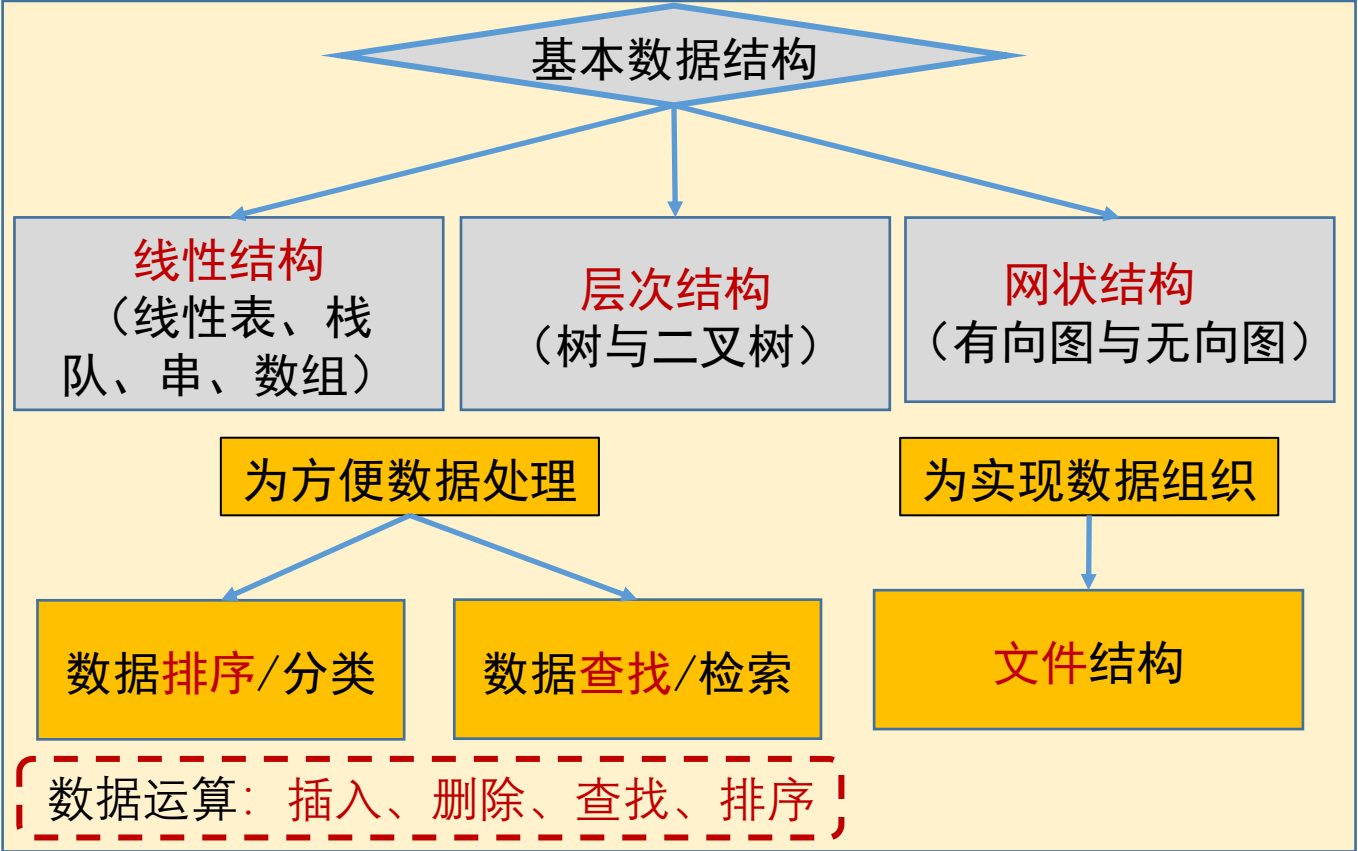 基本数据结构
线性结构
（线性表、栈
队、串、数组）
层次结构
（树与二叉树）
网状结构
（有向图与无向图）
为方便数据处理
为实现数据组织
数据排序/分类
数据查找/检索
文件结构
数据运算：插入、删除、查找、排序